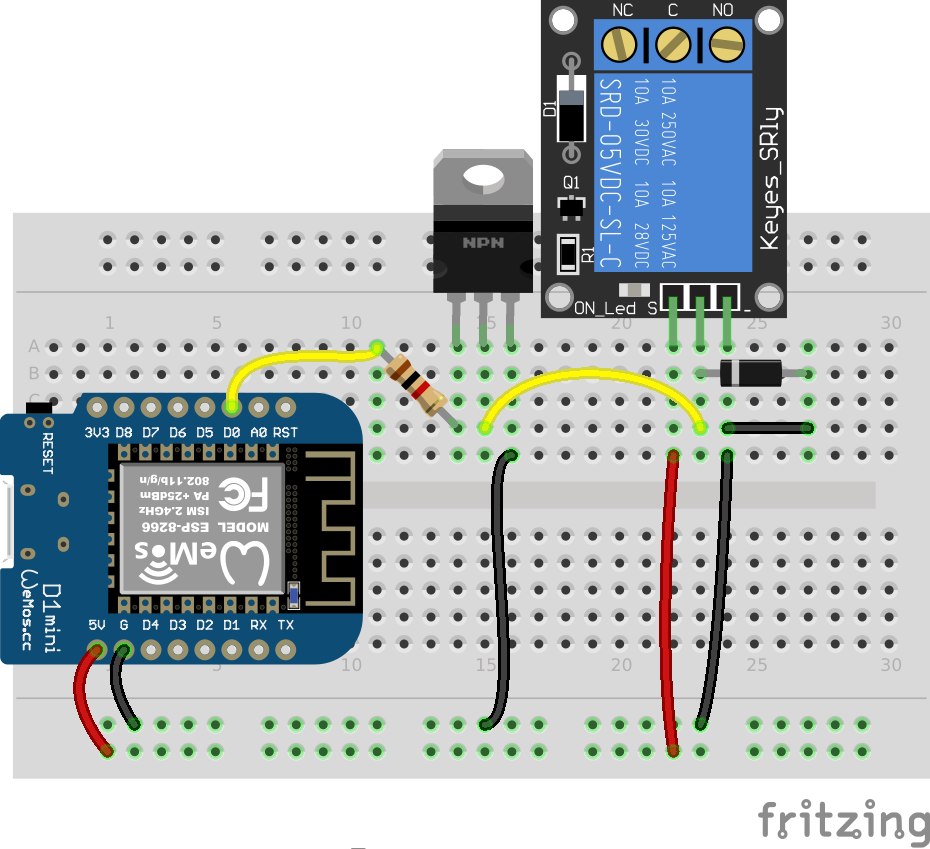 NC C NO
D1
SRD-05VDC-SL-C
10A 30VDC 10A 28VDC
10A 250VAC 10A 125VAC
Keyes_SRly
Q1
R1
NPN
ON_Led S -
1 5 10 15 20 25 30
A
B
C
RESET
3V3 D8 D7 D6 D5 D0 A0 RST
FC
802.11b/g/n
PA +25dBm
ISM 2.4GHz
MODEL ESP-8266
WeMos
D1mini
WeMos.cc
5V G D4 D3 D2 D1 RX TX
5 10 15 20 25 30
fritzing